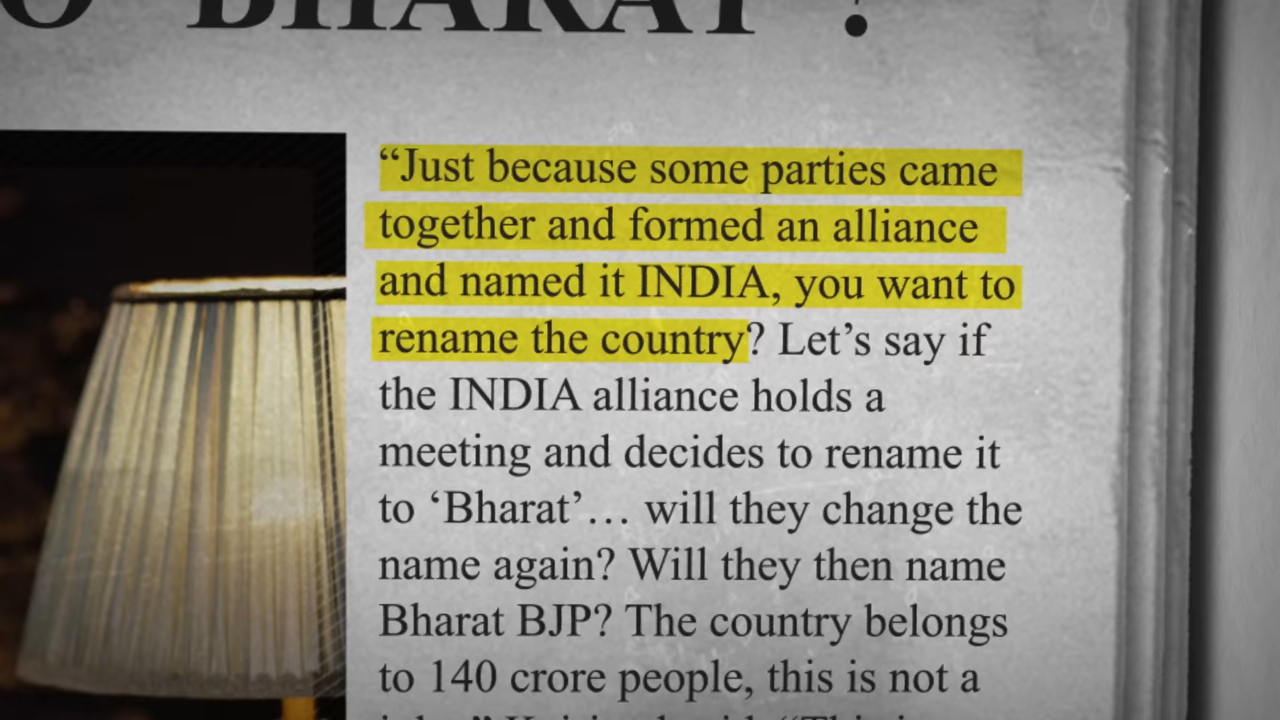 O 'BHARAT'?
“Just because some parties came
together and formed an alliance
and named it INDIA, you want to
rename the country? Let’s say if
the INDIA alliance holds a
meeting and decides to rename it
to ‘Bharat’… will they change the
name again? Will they then name
Bharat BJP? The country belongs
to 140 crore people, this is not a